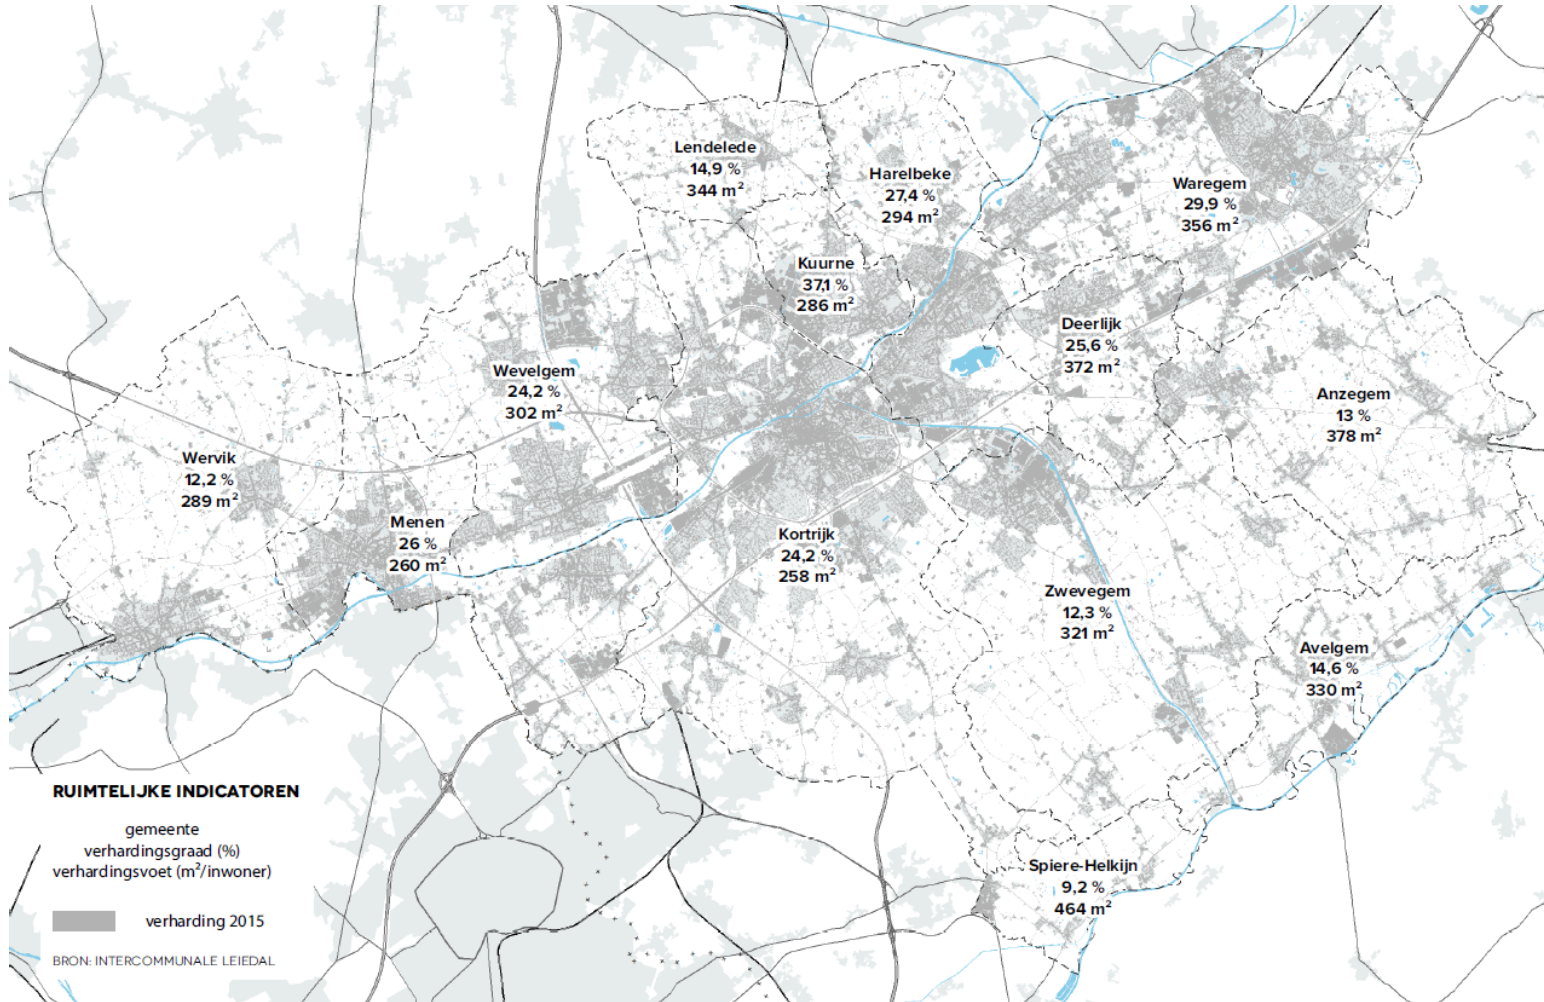 Lendelede
14,9 %
344 m²
Harelbeke
27,4 %
294 m²
Waregem
29,9 %
356 m²
Kuurne
37,1 %
286 m²
Deerlijk
25,6 %
372 m²
Wevelgem
24,2 %
302 m²
Anzegem
13 %
378 m²
Wervik
12,2 %
289 m²
Menen
26 %
260 m²
Kortrijk
24,2 %
258 m²
Zwevegem
12,3 %
321 m²
Avelgem
14,6 %
330 m²
Spiere-Helkijn
9,2 %
464 m²
RUIMTELIJKE INDICATOREN
gemeente
verhardingsgraad (%)
verhardingsvoet (m²/inwoner)
verharding 2015
BRON: INTERCOMMUNALE LEIEDAL